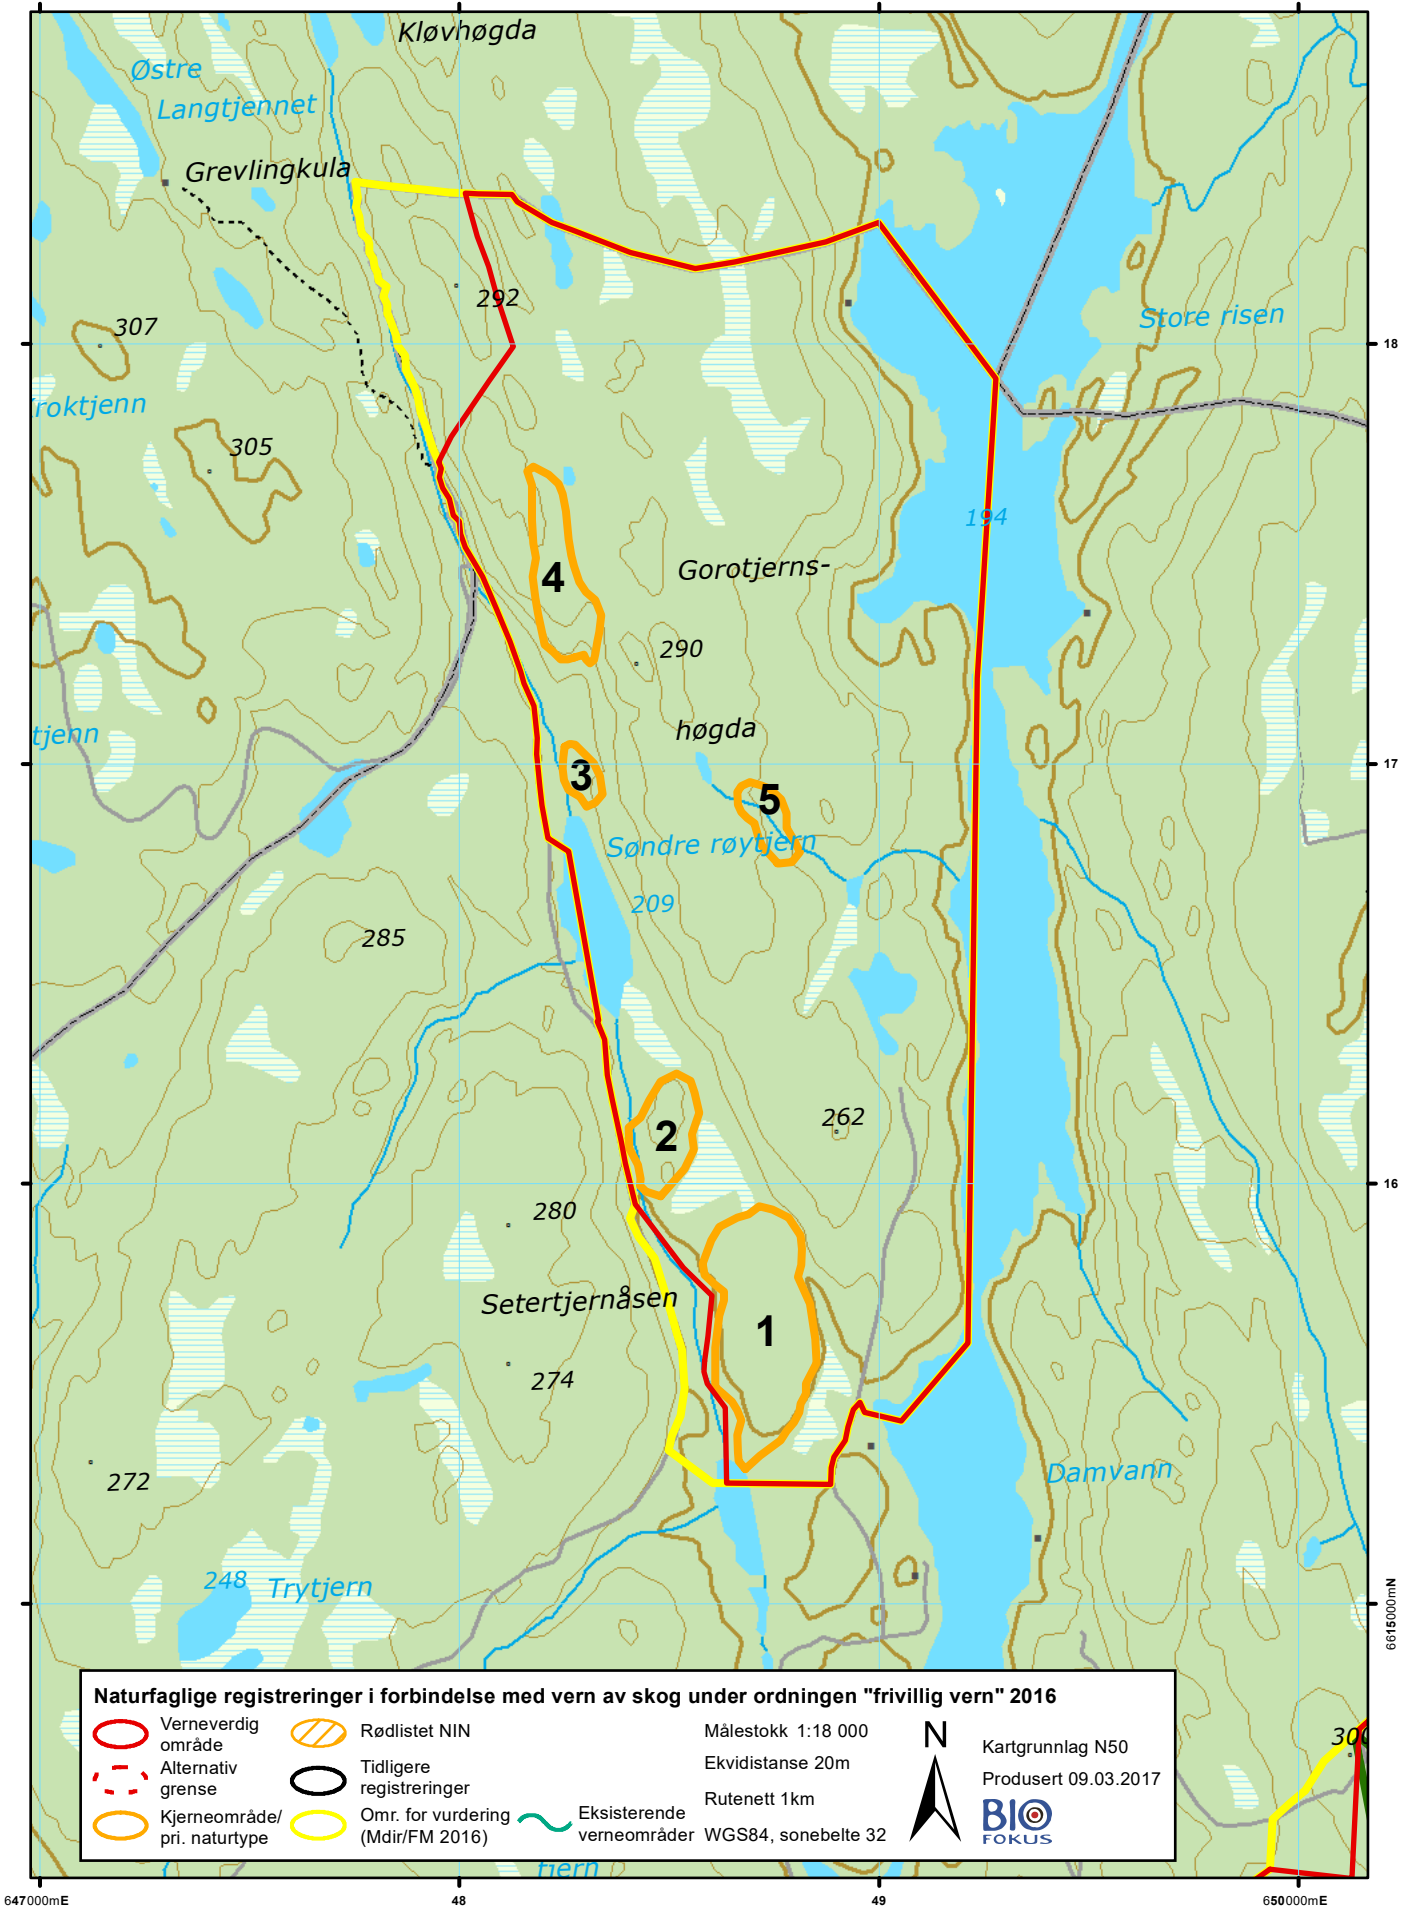 Kløvhøgda
Østre
Langtjennet
Grevlingkula
292
307
Store risen
18
roktjenn
305
194
Gorotjerns-
4
290
høgda
tjenn
17
3
5
Søndre røytjern
209
285
262
2
16
280
Setertjernåsen
1
274
272
Damvann
248
Trytjern
6615000mN
Naturfaglige registreringer i forbindelse med vern av skog under ordningen "frivillig vern" 2016
Verneverdig
område
Rødlistet NIN
Målestokk 1:18 000
N
Kartgrunnlag N50
Alternativ
grense
Tidligere
registreringer
Ekvidistanse 20m
Produsert 09.03.2017
Kjerneområde/
pri. naturtype
Omr. for vurdering
(Mdir/FM 2016)
Eksisterende
verneområder
Rutenett 1km
WGS84, sonebelte 32
BIO
FOKUS
300
tjern
647000mE
48
49
650000mE